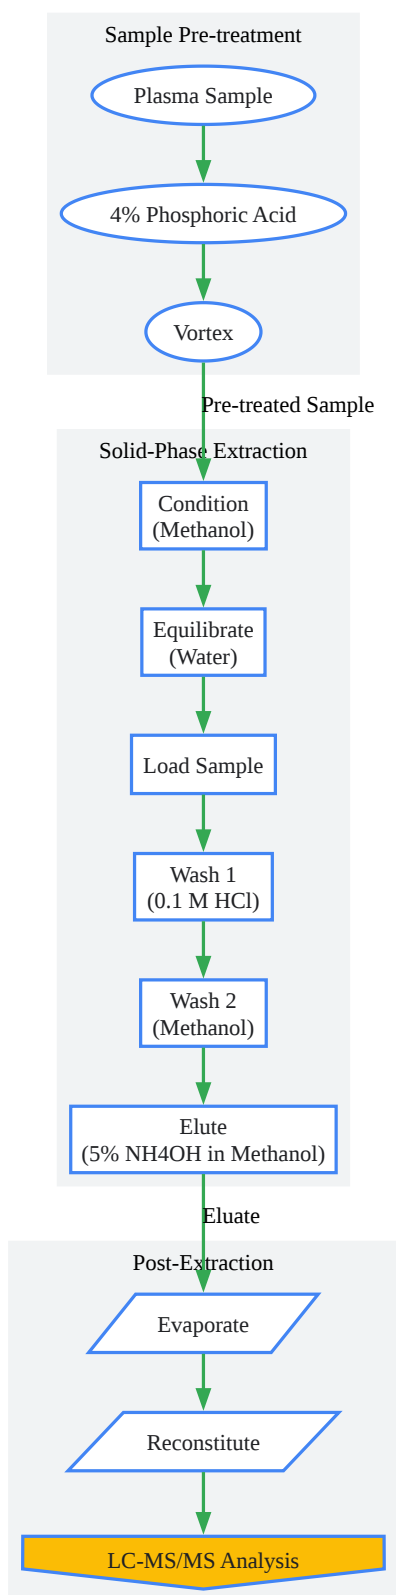 Sample Pre-treatment
Plasma Sample
4% Phosphoric Acid
Vortex
Pre-treated Sample
Solid-Phase Extraction
Condition
(Methanol)
Equilibrate
(Water)
Load Sample
Wash 1
(0.1 M HCl)
Wash 2
(Methanol)
Elute
(5% NH4OH in Methanol)
Eluate
Post-Extraction
Evaporate
Reconstitute
LC-MS/MS Analysis